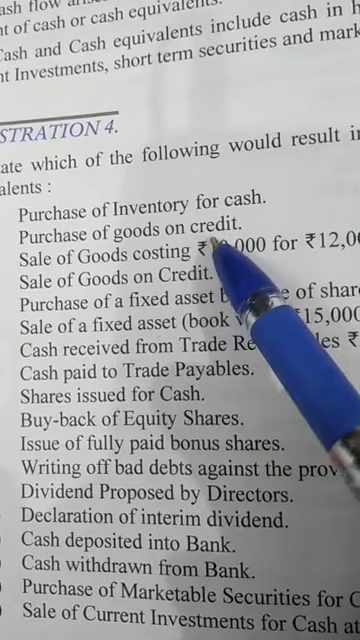 ash flow
nt of cash or cash equivalents.
Cash and Cash equivalents include cash in h
nt Investments, short term securities and mark
STRATION 4.
ate which of the following would result in
alents :
Purchase of Inventory for cash.
Purchase of goods on credit.
Sale of Goods costing ₹ 000 for ₹12,00
Sale of Goods on Credit.
Purchase of a fixed asset b e of share
Sale of a fixed asset (book v ₹15,000
Cash received from Trade Re les ₹
Cash paid to Trade Payables.
Shares issued for Cash.
Buy-back of Equity Shares.
Issue of fully paid bonus shares.
Writing off bad debts against the prov
Dividend Proposed by Directors.
Declaration of interim dividend.
Cash deposited into Bank.
Cash withdrawn from Bank.
Purchase of Marketable Securities for C
Sale of Current Investments for Cash at